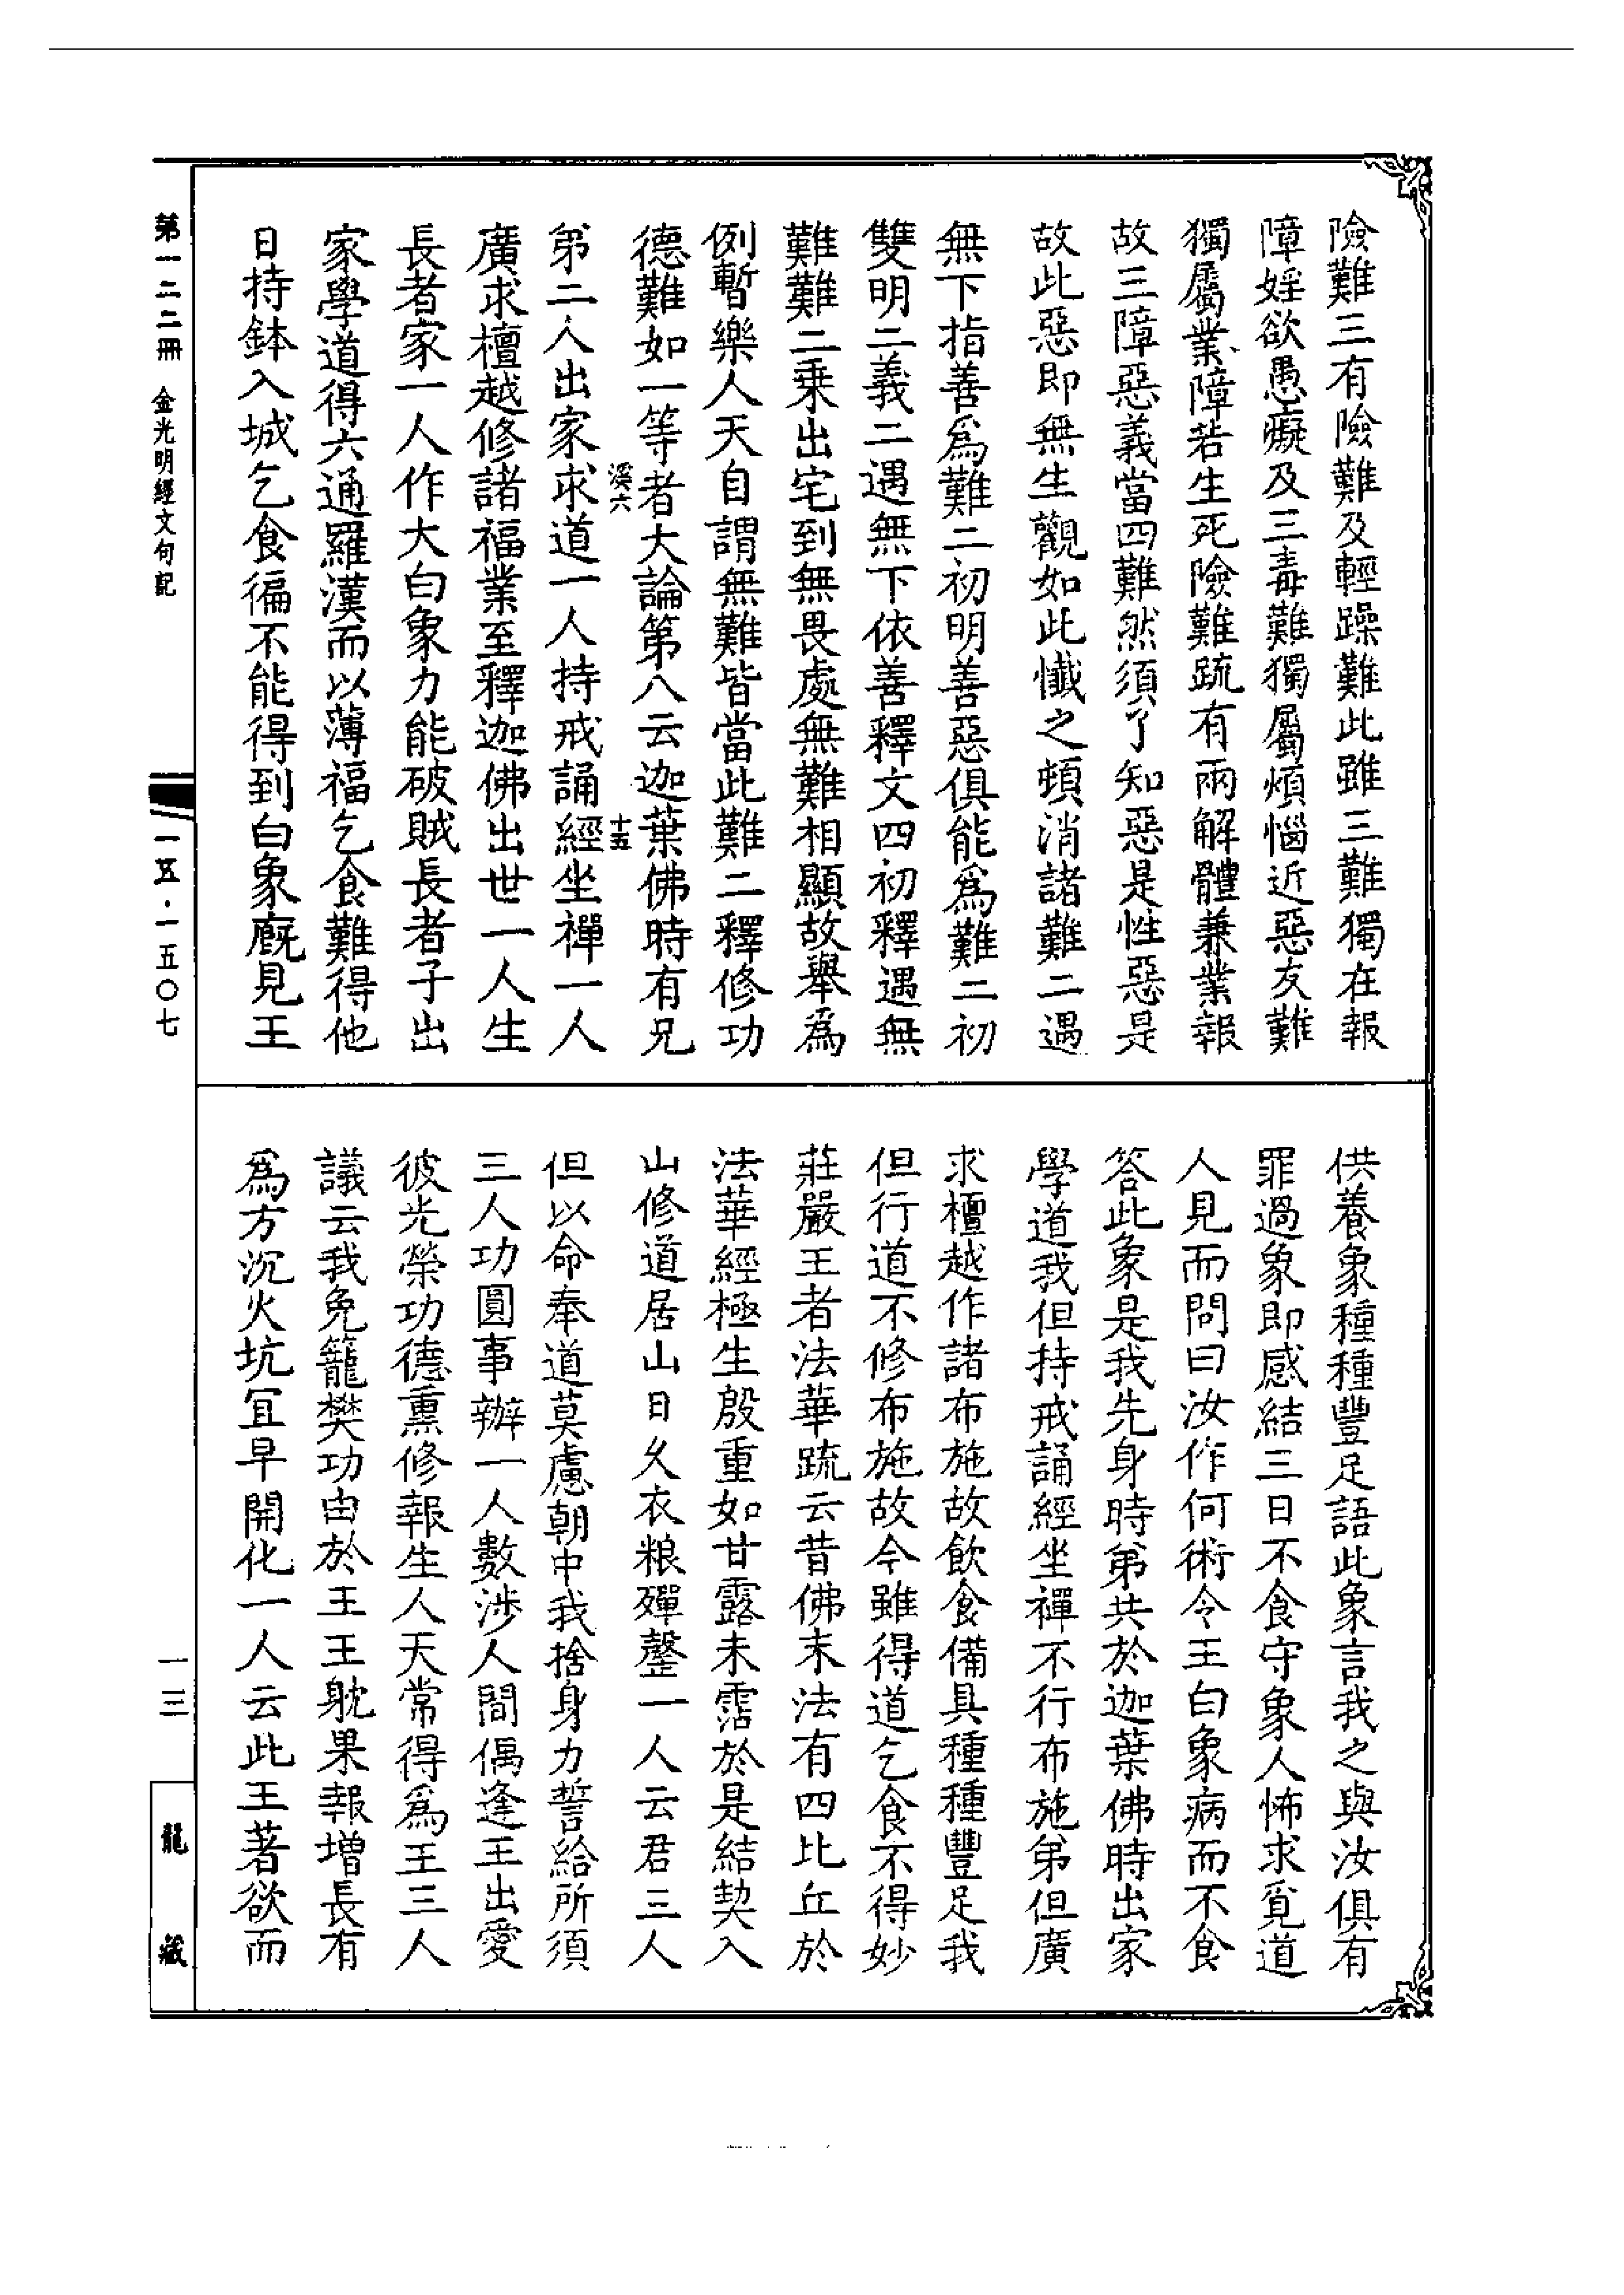 險難三有險難及輕躁難此雖三難獨在報
障婬欲愚癡及三毒難獨屬煩惱近惡友難
獨屬業障若生死險難䟽有兩解體兼業報
故三障惡義當四難然須了知惡是性惡是
故此惡即無生觀如此懺之頓消諸難二遇
無下指善爲難二初明善惡俱能爲難二初
雙明二義二遇無下依善釋文四初釋遇無
難難二乗出宅到無畏處無難相顯故舉爲
例暫樂人天自謂無難皆當此難二釋修功
德難如一等者大論第八云迦葉佛時有兄
溪六
十五
弟二人出家求道一人持戒誦經坐禪一人
廣求檀越修諸福業至釋迦佛出世一人生
長者家一人作大白象力能破賊長者子出
家學道得六通羅漢而以薄福乞食難得他
日持鉢入城乞食徧不能得到白象廐見王
供養象種種豐足語此象言我之與汝俱有
罪過象即感結三日不食守象人怖求覓道
人見而問曰汝作何術令王白象病而不食
答此象是我先身時弟共於迦葉佛時出家
學道我但持戒誦經坐禪不行布施弟但廣
求檀越作諸布施故飲食備具種種豐足我
但行道不修布施故今雖得道乞食不得妙
莊嚴王者法華䟽云昔佛末法有四比丘於
法華經極生殷重如甘露未霑於是結契入
山修道居山日久衣粮殫罄一人云君三人
但以命奉道莫慮朝中我捨身力誓給所須
三人功圓事辦一人數涉人間偶逢王出愛
彼光榮功德熏修報生人天常得爲王三人
議云我免籠樊功由於王王躭果報增長有
爲方沉火坑宜早開化一人云此王著欲而
第一二二冊 金光明經文句記
一五·一五〇七
一三
龍藏